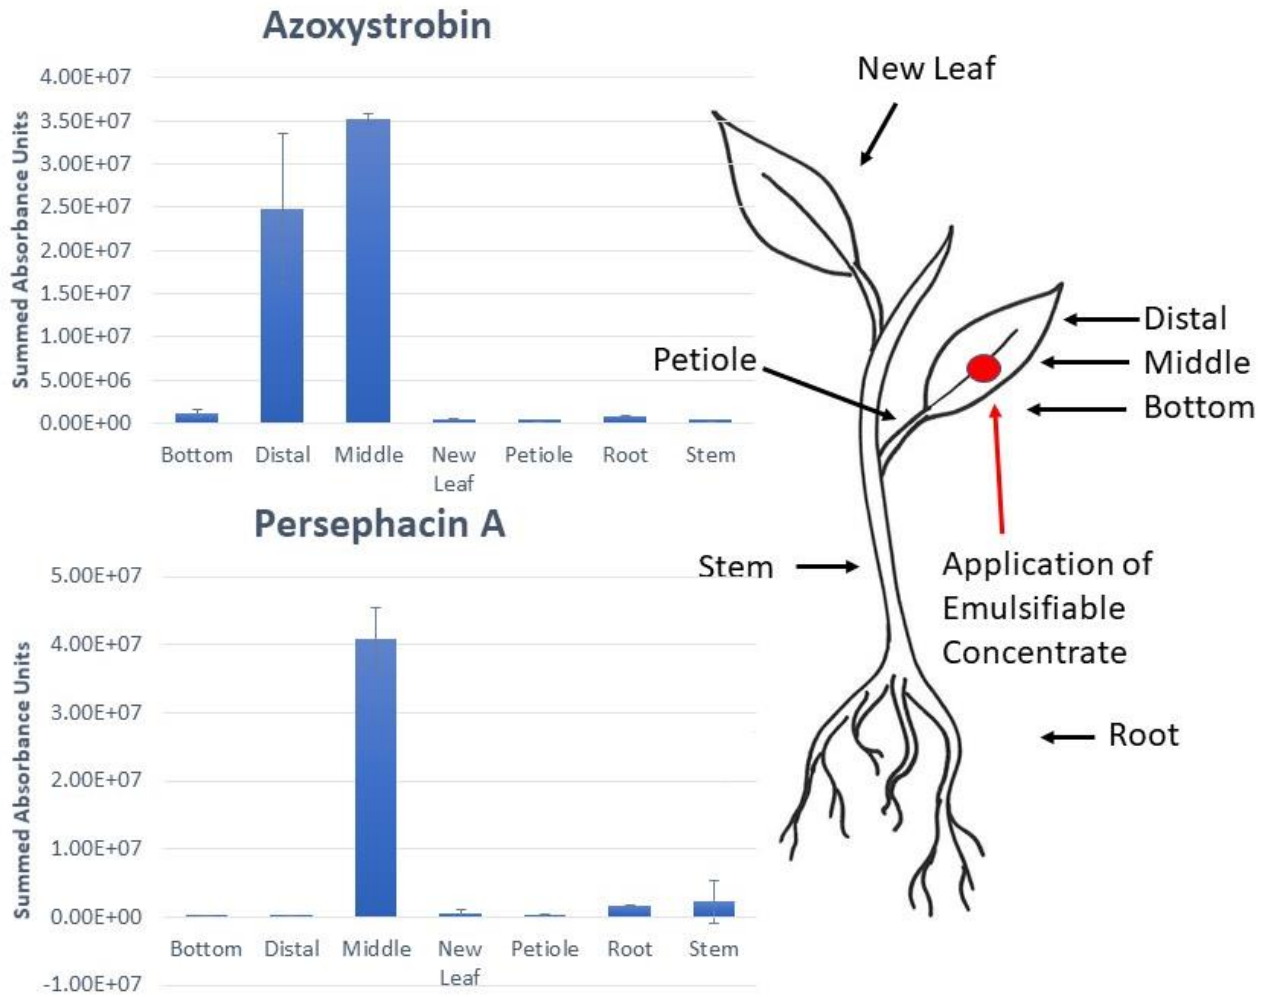 Azoxystrobin
Summed Absorbance Units
4.00E+07
3.50E+07
3.00E+07
2.50E+07
2.00E+07
1.50E+07
1.00E+07
5.00E+06
0.00E+00
Bottom
Distal
Middle
New
Leaf
Petiole
Root
Stem
Persephacin A
Summed Absorbance Units
5.00E+07
4.00E+07
3.00E+07
2.00E+07
1.00E+07
0.00E+00
-1.00E+07
Bottom
Distal
Middle
New
Leaf
Petiole
Root
Stem
New Leaf
Distal
Middle
Bottom
Petiole
Stem
Application of
Emulsifiable
Concentrate
Root